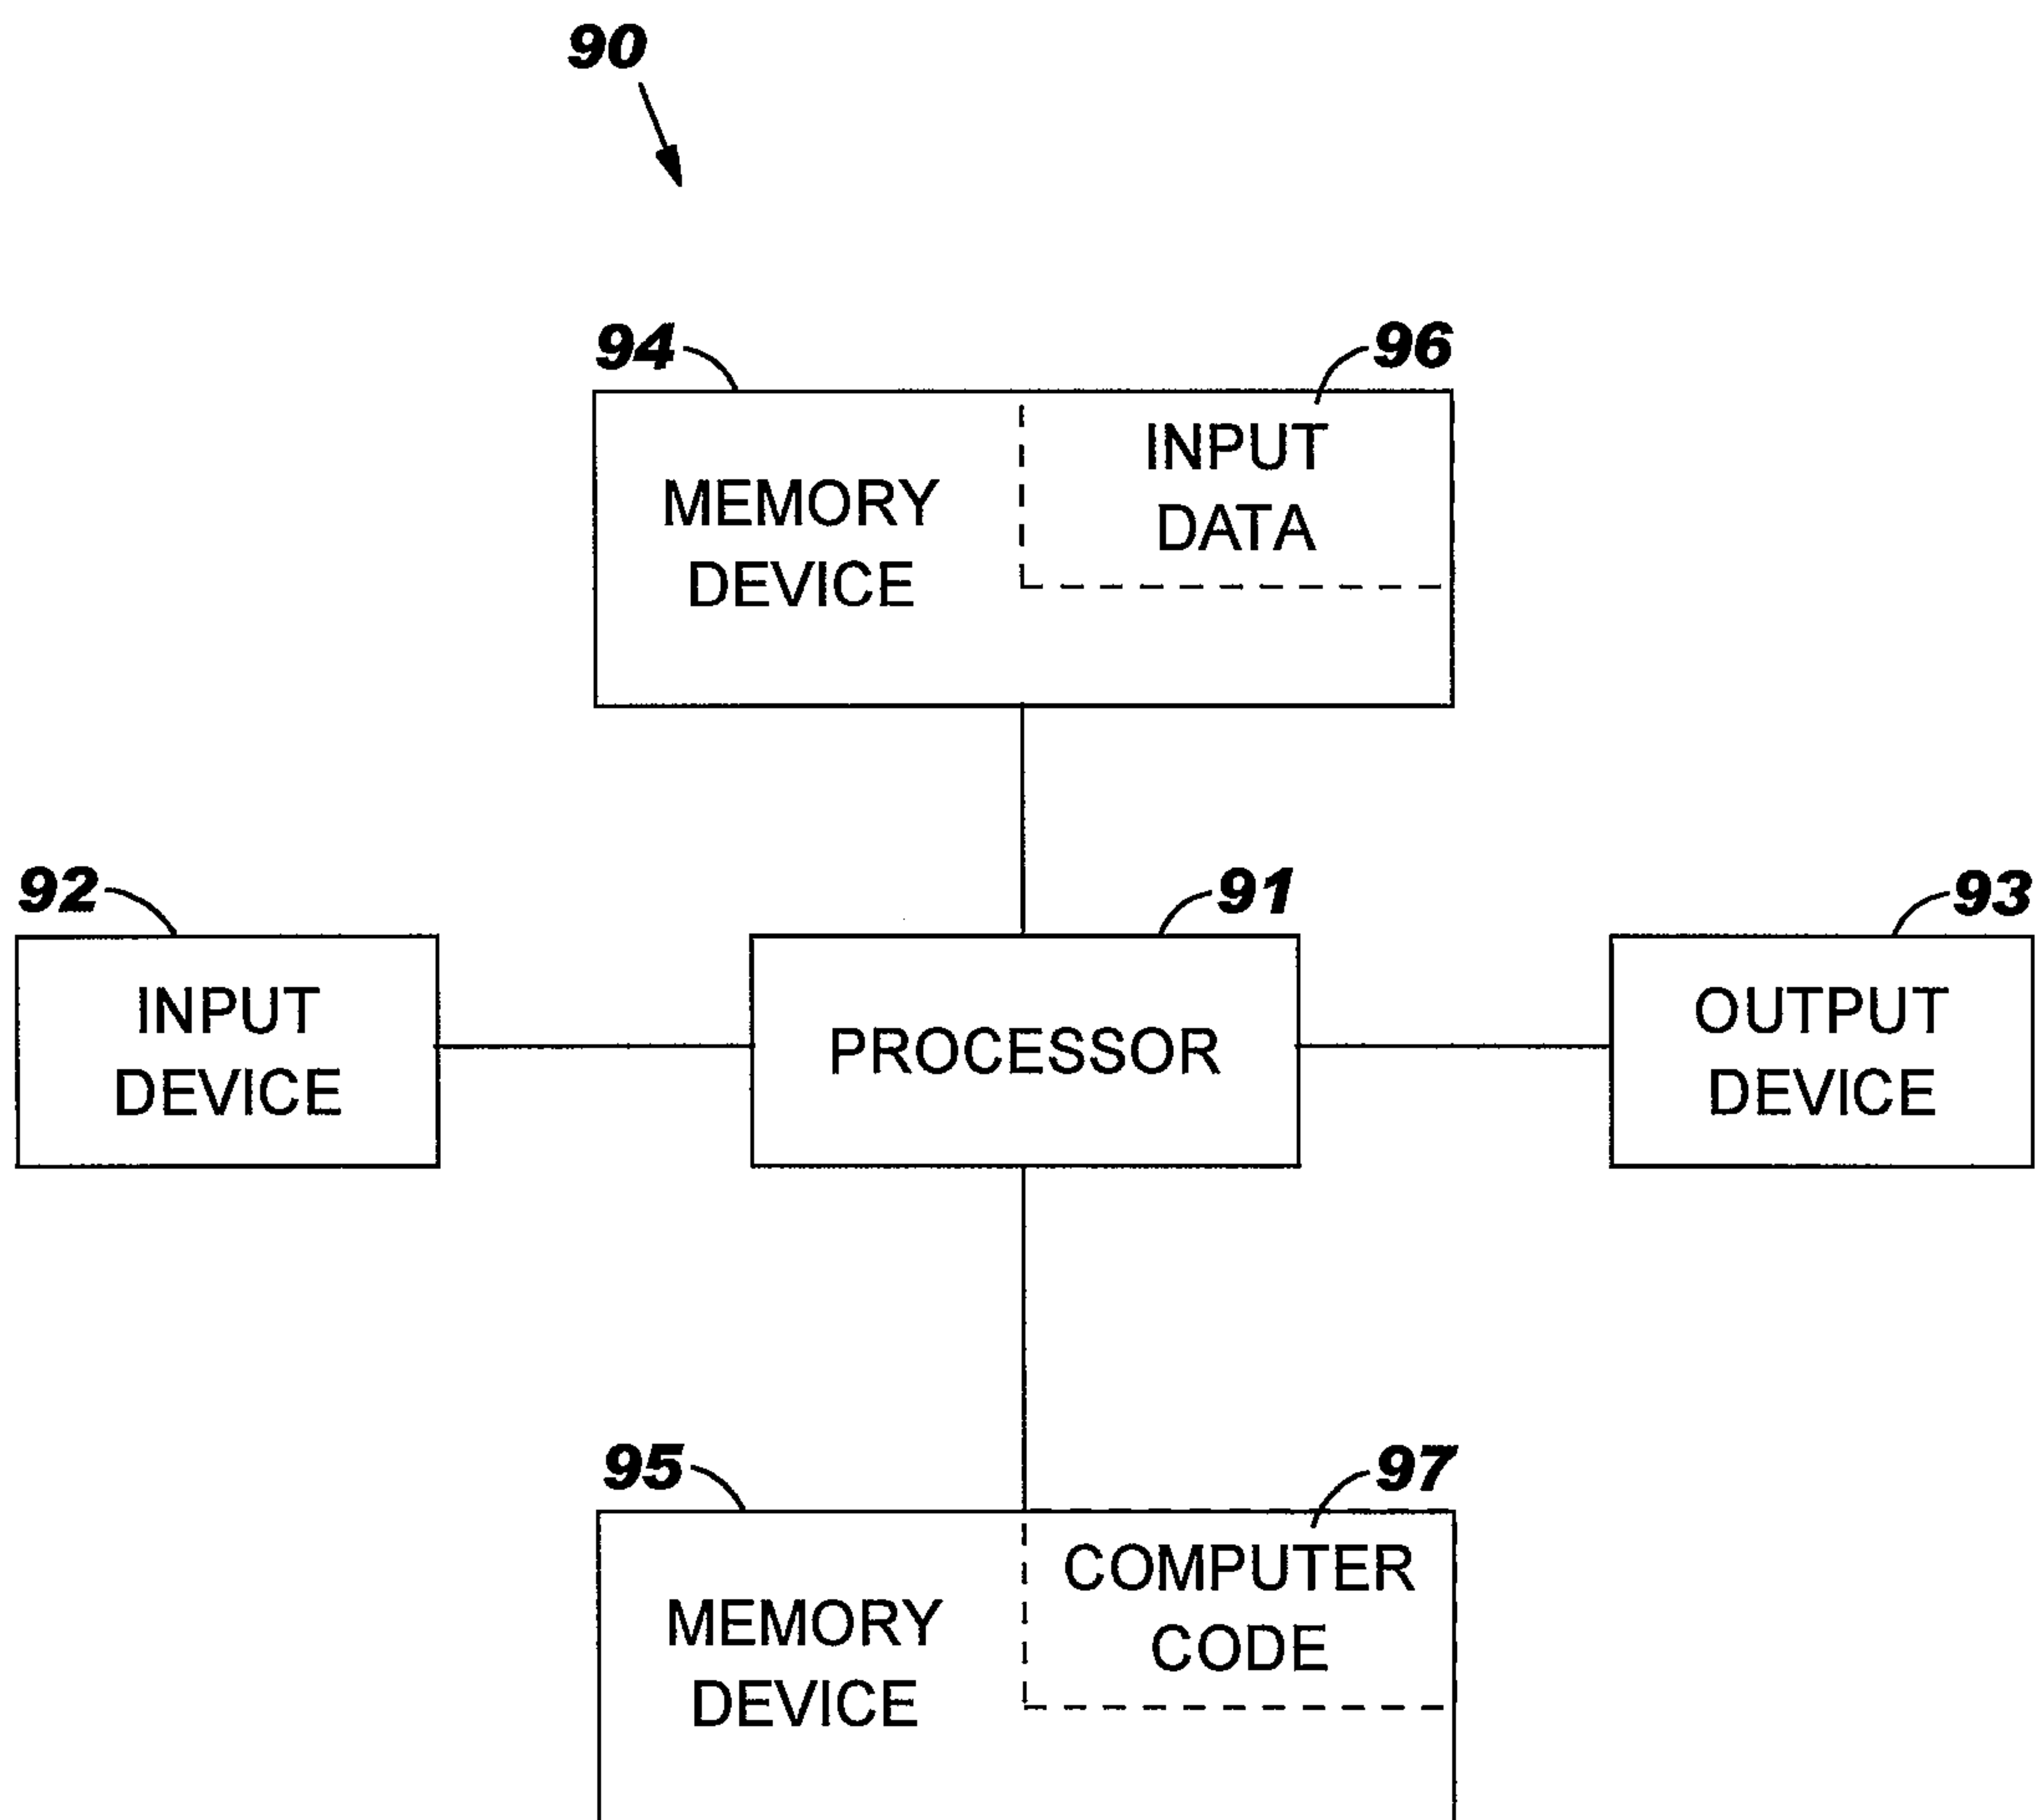 90
94
96
MEMORY
DEVICE
INPUT
DATA
92
91
93
INPUT
DEVICE
PROCESSOR
OUTPUT
DEVICE
95
97
MEMORY
DEVICE
COMPUTER
CODE